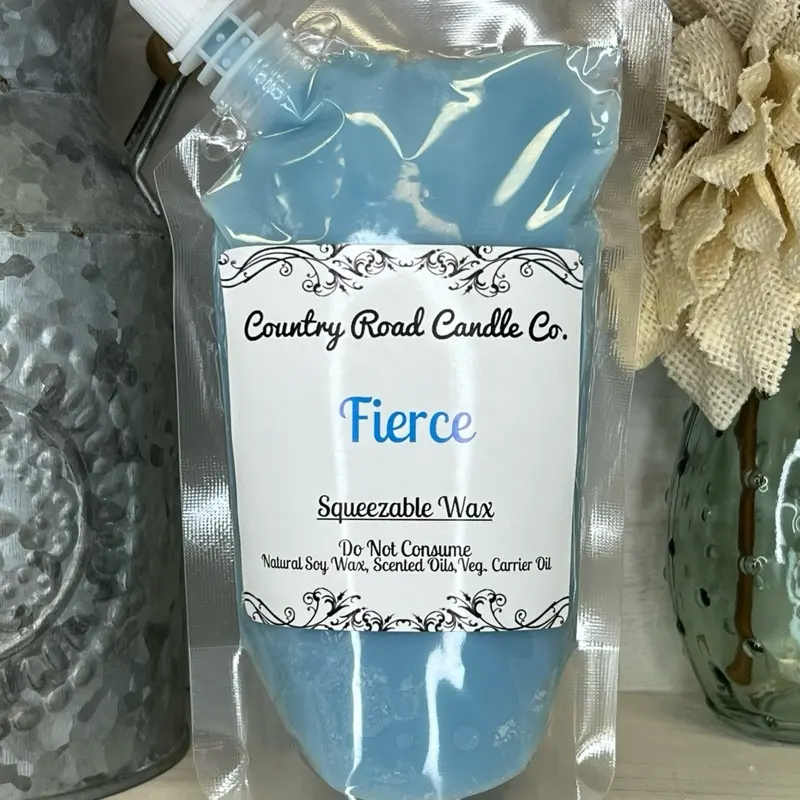 Country Road Candle Co.
Fierce
Squeezable Wax
Do Not Consume
Natural Soy Wax, Scented Oils,Veg. Carrier Oil